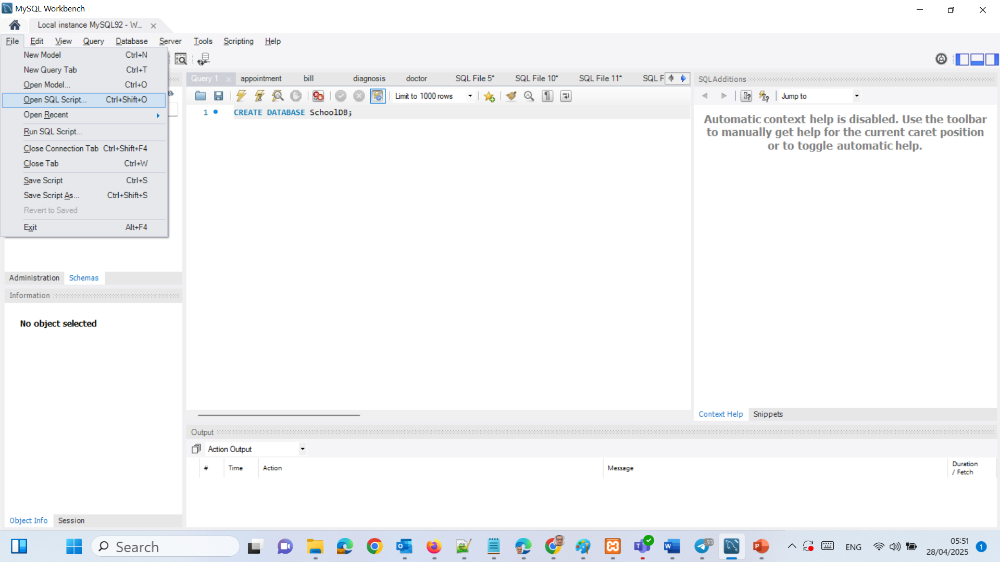 MySQL Workbench
Local instance MySQL92 - W...
File Edit View Query Database Server Tools Scripting Help
New Model Ctrl+N
New Query Tab Ctrl+T
Open Model... Ctrl+O
Open SQL Script... Ctrl+Shift+O
Open Recent
Run SQL Script...
Close Connection Tab Ctrl+Shift+F4
Close Tab Ctrl+W
Save Script Ctrl+S
Save Script As... Ctrl+Shift+S
Revert to Saved
Exit Alt+F4
Administration Schemas
Information
No object selected
Object Info Session
Query 1 appointment bill diagnosis doctor SQL File 5* SQL File 10* SQL File 11* SQL F
Limit to 1000 rows
1 CREATE DATABASE SchoolDB;
SQLAdditions
Jump to
Automatic context help is disabled. Use the toolbar
to manually get help for the current caret position
or to toggle automatic help.
Context Help Snippets
Output
Action Output
# Time Action Message Duration
/ Fetch
Search
93
ENG
05:51
28/04/2025
1